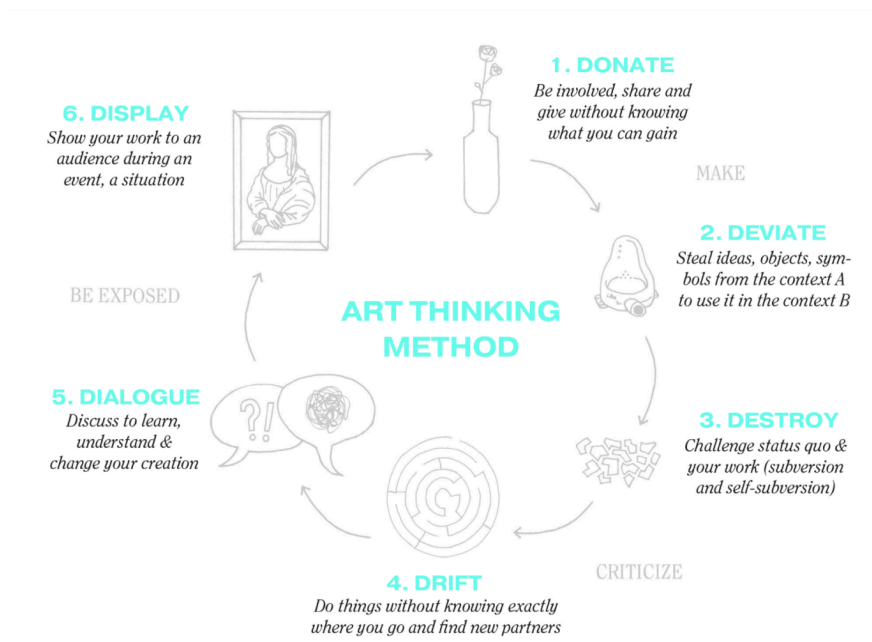 1. DONATE
Be involved, share and
give without knowing
what you can gain
MAKE
2. DEVIATE
Steal ideas, objects, sym-
bols from the context A
to use it in the context B
3. DESTROY
Challenge status quo &
your work (subversion
and self-subversion)
CRITICIZE
4. DRIFT
Do things without knowing exactly
where you go and find new partners
5. DIALOGUE
Discuss to learn,
understand &
change your creation
?!
BE EXPOSED
6. DISPLAY
Show your work to an
audience during an
event, a situation
ART THINKING
METHOD